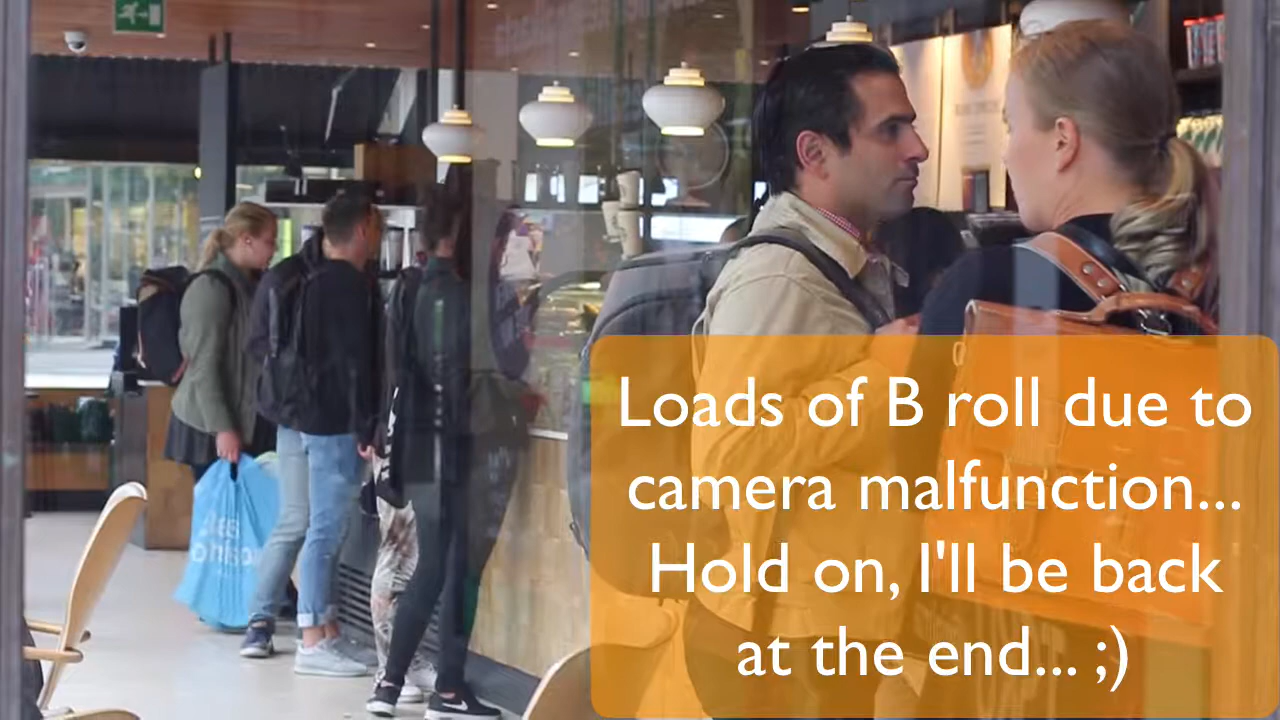 Loads of B roll due to
camera malfunction...
Hold on, I'll be back
at the end... ;)